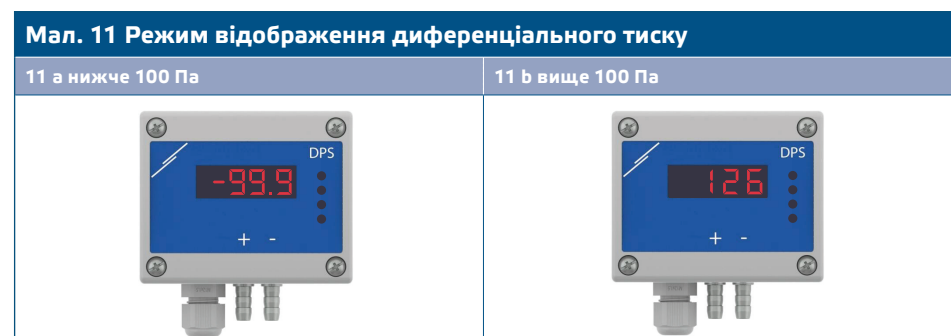 Мал. 11 Режим відображення диференціального тиску
11 a нижче 100 Па
11 b вище 100 Па
DPS
-99.9
+ -
DPS
126
+ -